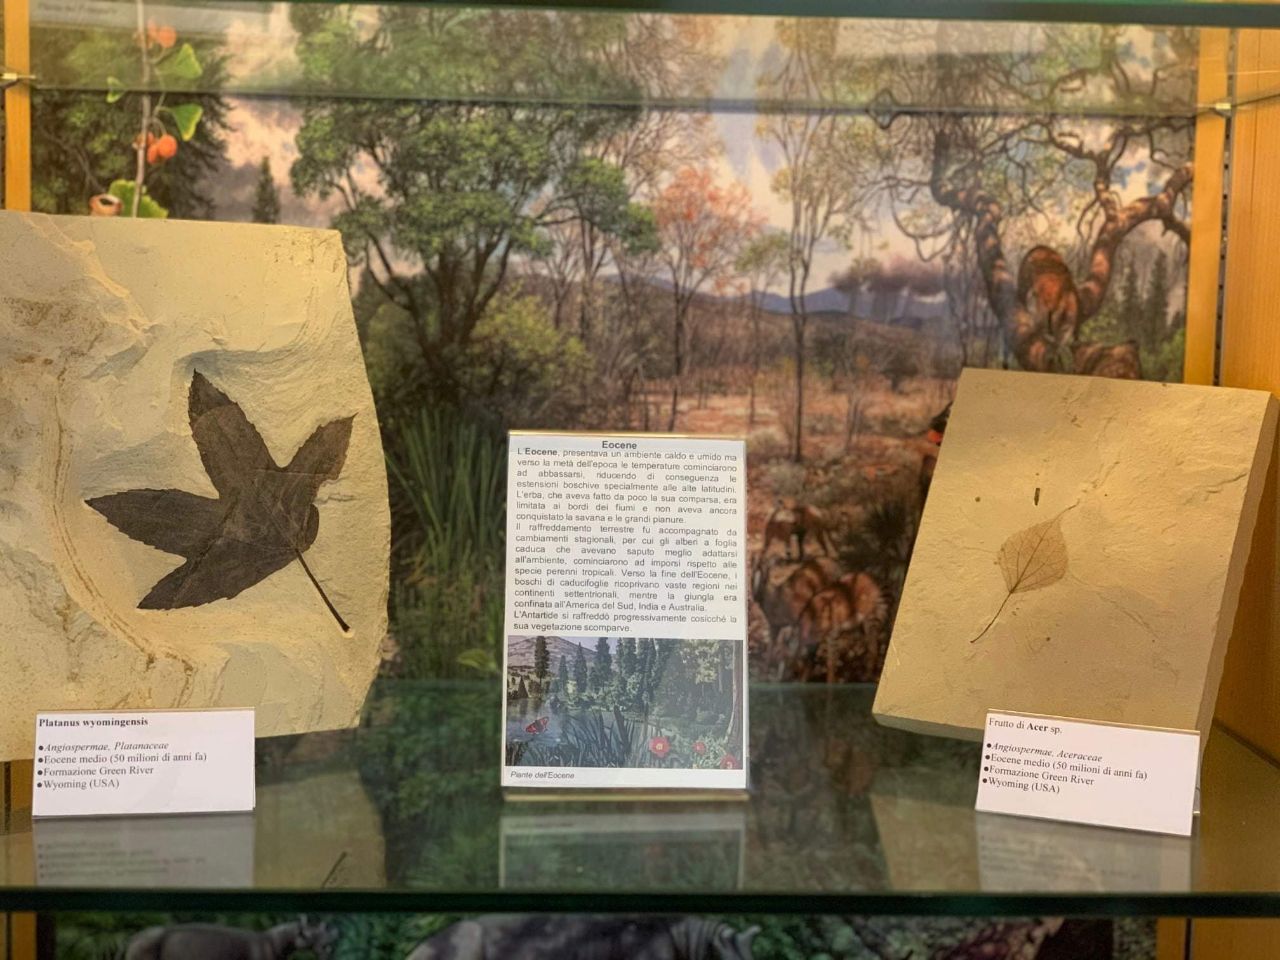 Platanus wyomingensis
●Angiospermae, Platanaceae
●Eocene medio (50 milioni di anni fa)
●Formazione Green River
●Wyoming (USA)
Eocene
L'Eocene, presentava un ambiente caldo e umido ma
verso la metà dell'epoca le temperature cominciarono
ad abbassarsi, riducendo di conseguenza le
estensioni boschive specialmente alle alte latitudini.
L'erba, che aveva fatto da poco la sua comparsa, era
limitata ai bordi dei fiumi e non aveva ancora
conquistato la savana e le grandi pianure.
Il raffreddamento terrestre fu accompagnato da
cambiamenti stagionali, per cui gli alberi a foglia
caduca che avevano saputo meglio adattarsi
all'ambiente, cominciarono ad imporsi rispetto alle
specie perenni tropicali. Verso la fine dell'Eocene, i
boschi di caducifoglie ricoprivano vaste regioni nei
continenti settentrionali, mentre la giungla era
confinata all'America del Sud, India e Australia.
L'Antartide si raffreddò progressivamente cosicché la
sua vegetazione scomparve.
Piante dell'Eocene
Frutto di Acer sp.
●Angiospermae, Aceraceae
●Eocene medio (50 milioni di anni fa)
●Formazione Green River
●Wyoming (USA)